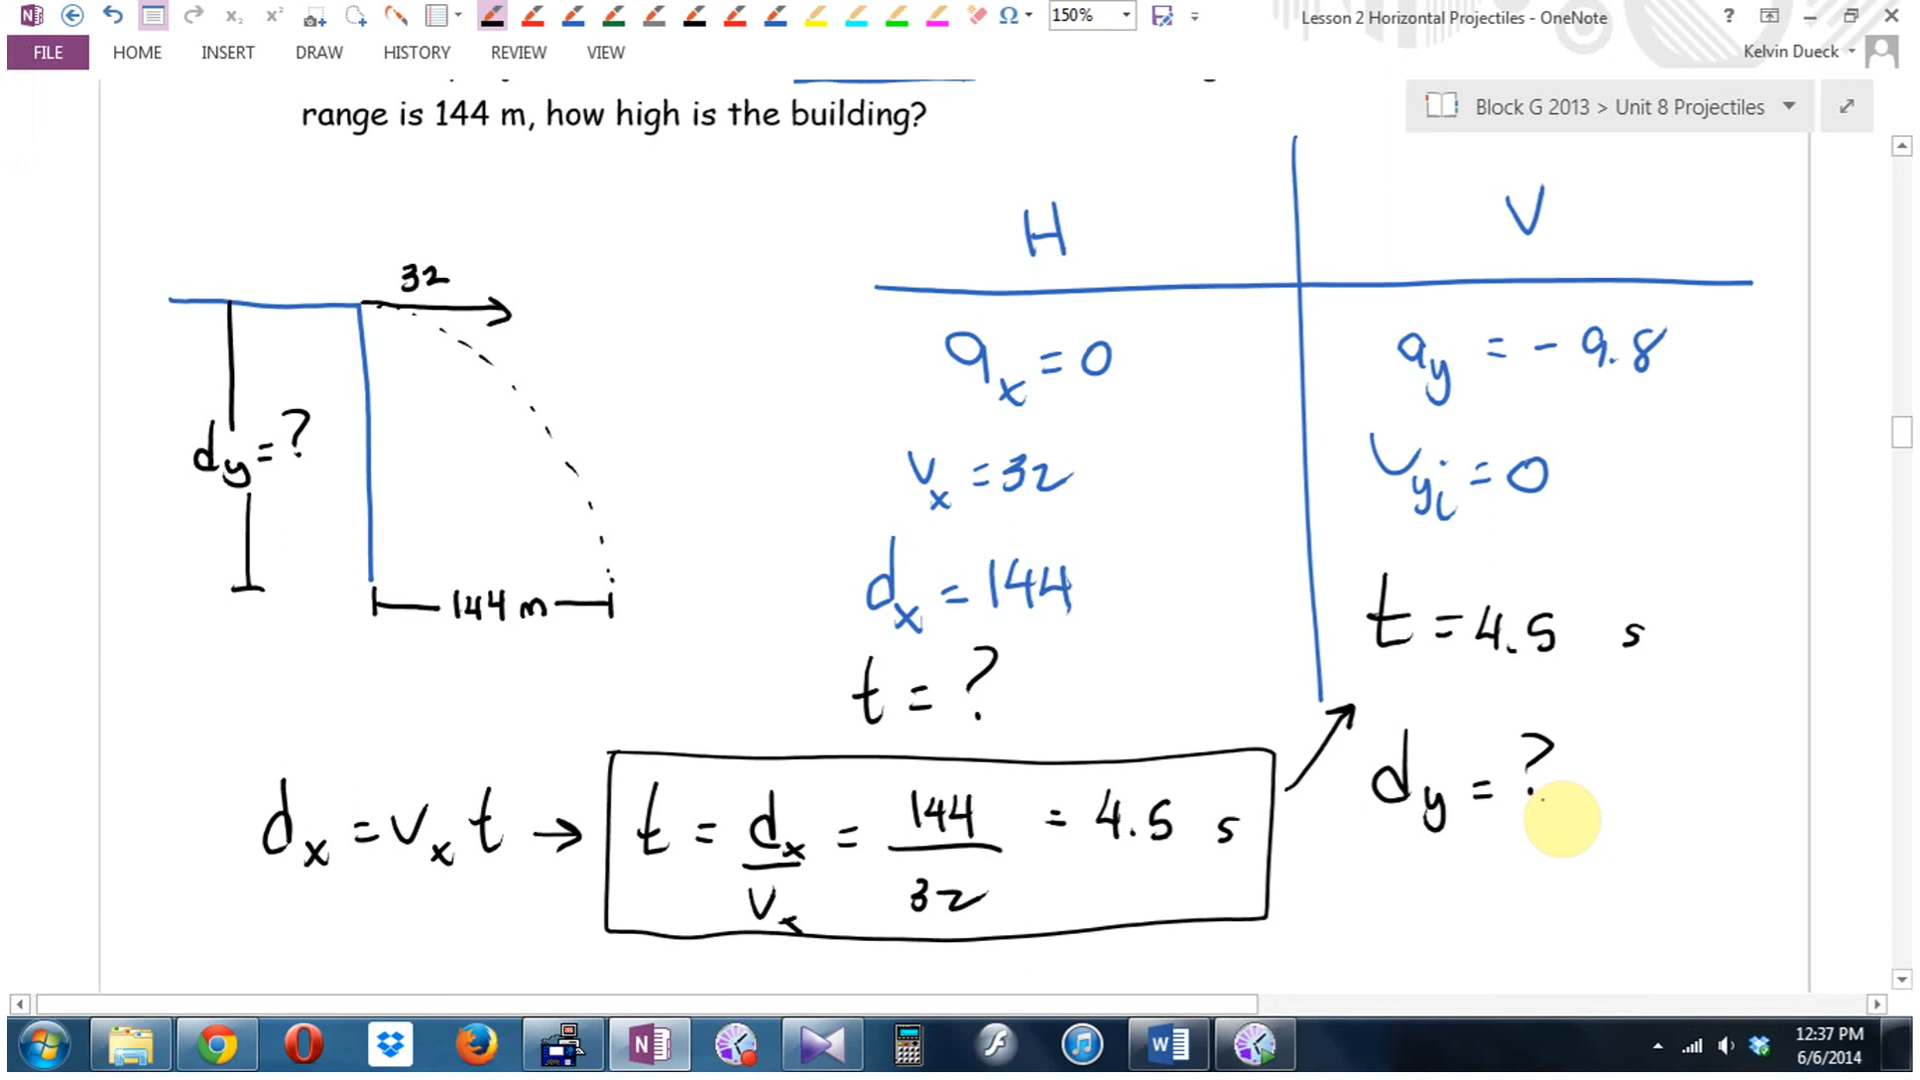 150%
Lesson 2 Horizontal Projectiles - OneNote
FILE HOME INSERT DRAW HISTORY REVIEW VIEW
Kelvin Dueck
Block G 2013 > Unit 8 Projectiles
range is 144 m, how high is the building?
H
V
32
dy = ?
144 m
ax = 0
vx = 32
dx = 144
t = ?
ay = - 9.8
vyi = 0
t = 4.5 s
dy = ?
dx = vx t → t = dx/vx = 144/32 = 4.5 s
12:37 PM
6/6/2014